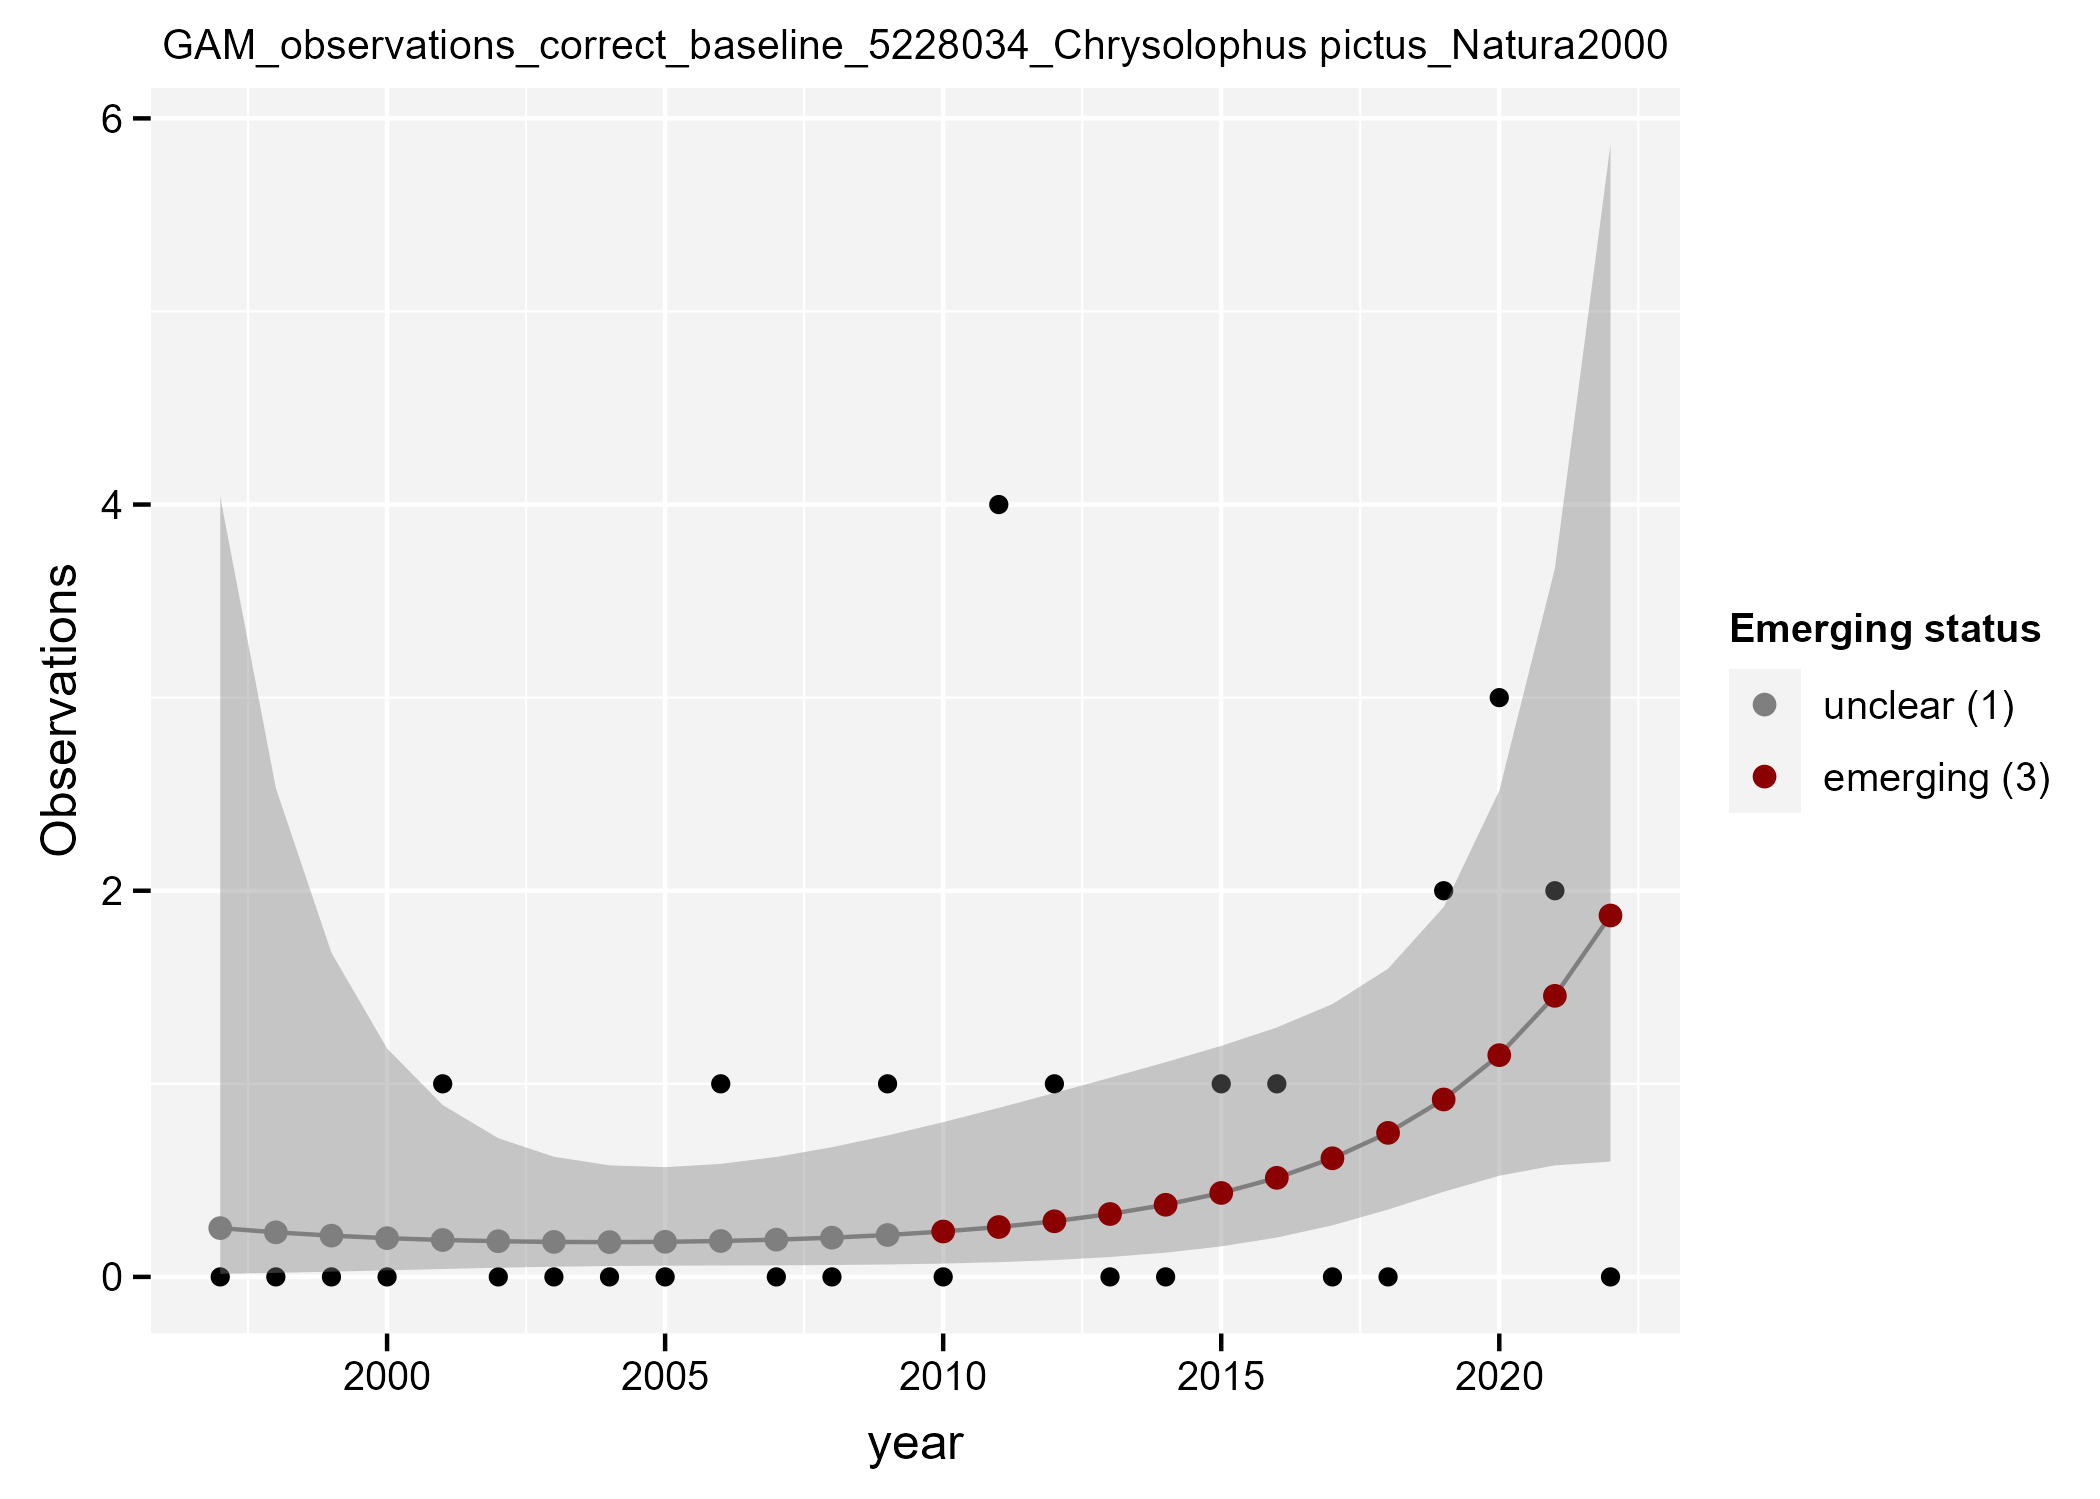 GAM_observations_correct_baseline_5228034_Chrysolophus pictus_Natura2000
6
4
2
0
Observations
2000
2005
2010
2015
2020
year
Emerging status
unclear (1)
emerging (3)